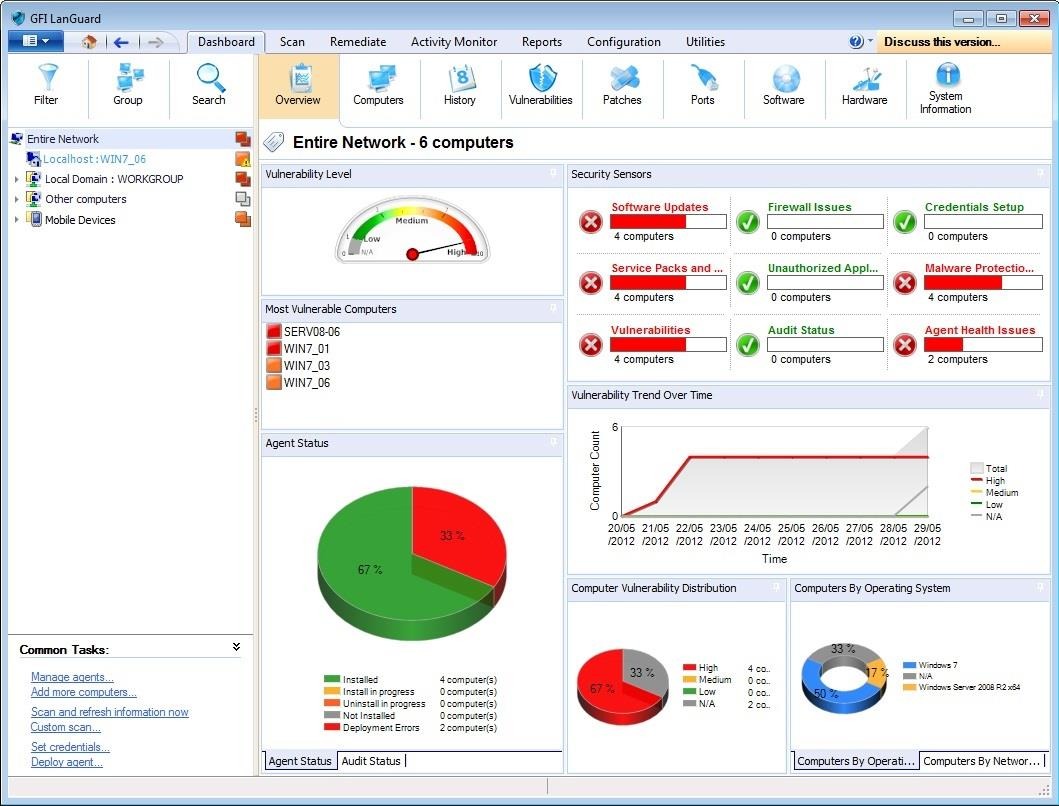 GFI LanGuard
Dashboard Scan Remediate Activity Monitor Reports Configuration Utilities Discuss this version...
Filter Group Search Overview Computers History Vulnerabilities Patches Ports Software Hardware System Information
Entire Network
Localhost : WIN7_06
Local Domain : WORKGROUP
Other computers
Mobile Devices
Common Tasks:
Manage agents...
Add more computers...
Scan and refresh information now
Custom scan...
Set credentials...
Deploy agent...
Entire Network - 6 computers
Vulnerability Level
Medium
Low
High
1
0 N/A 10
Most Vulnerable Computers
SERV08-06
WIN7_01
WIN7_03
WIN7_06
Agent Status
33 %
67 %
Installed 4 computer(s)
Install in progress 0 computer(s)
Uninstall in progress 0 computer(s)
Not Installed 0 computer(s)
Deployment Errors 2 computer(s)
Agent Status Audit Status
Security Sensors
Software Updates
4 computers
Firewall Issues
0 computers
Credentials Setup
0 computers
Service Packs and ...
4 computers
Unauthorized Appl...
0 computers
Malware Protectio...
4 computers
Vulnerabilities
4 computers
Audit Status
0 computers
Agent Health Issues
2 computers
Vulnerability Trend Over Time
Computer Count
6
0
20/05/2012 21/05/2012 22/05/2012 23/05/2012 24/05/2012 25/05/2012 26/05/2012 27/05/2012 28/05/2012 29/05/2012
Time
Total
High
Medium
Low
N/A
Computer Vulnerability Distribution
33 %
67 %
High 4 co..
Medium 0 co..
Low 0 co..
N/A 2 co..
Computers By Operating System
33 %
17 %
50 %
Windows 7
N/A
Windows Server 2008 R2 x64
Computers By Operati... Computers By Networ...